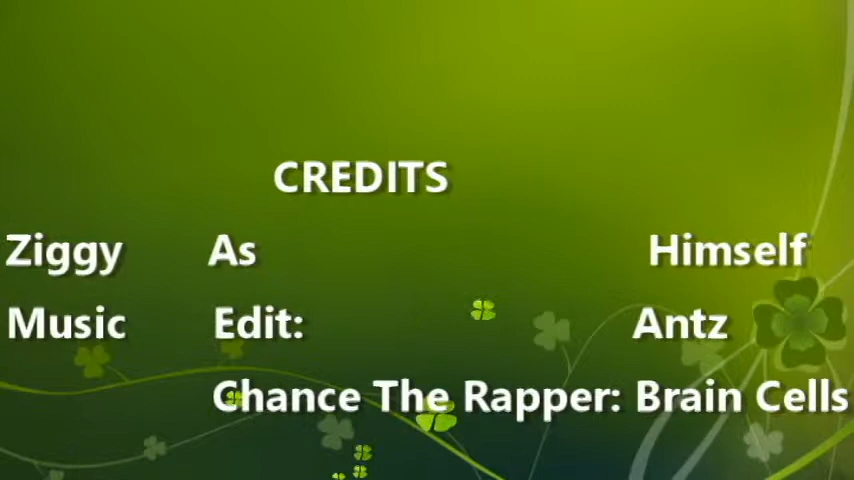 CREDITS
Ziggy As Himself
Music Edit: Antz
Chance The Rapper: Brain Cells